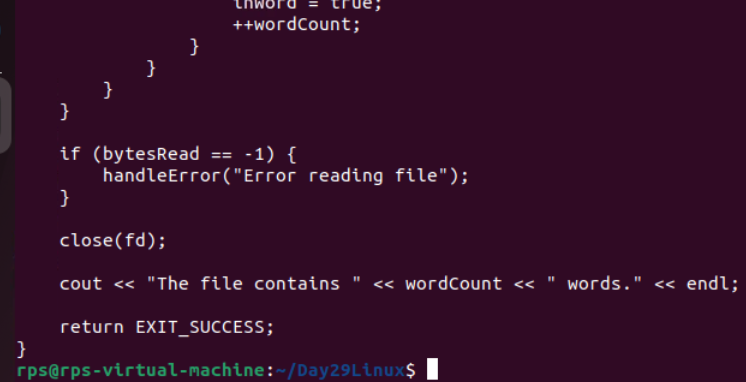 inWord = true;
++wordCount;
}
}
}
}
if (bytesRead == -1) {
handleError("Error reading file");
}
close(fd);
cout << "The file contains " << wordCount << " words." << endl;
return EXIT_SUCCESS;
}
rps@rps-virtual-machine:~/Day29Linux$